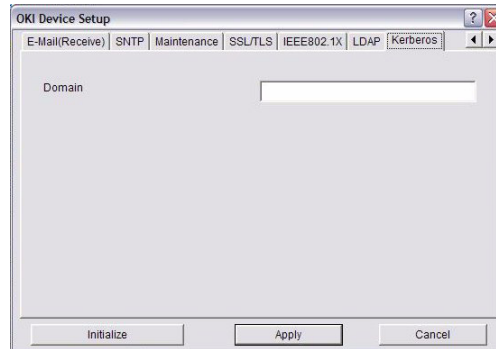 OKI Device Setup
E-Mail(Receive) SNTP Maintenance SSL/TLS IEEE802.1X LDAP Kerberos
Domain
Initialize Apply Cancel